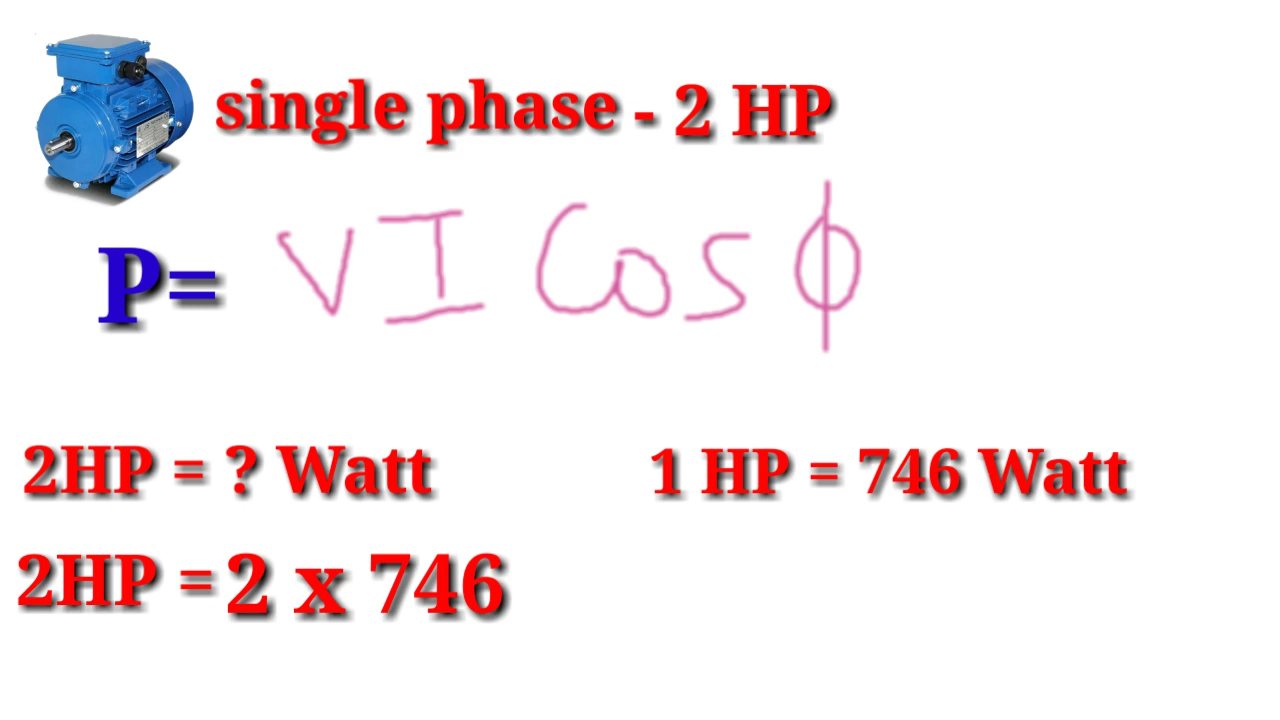 single phase - 2 HP
P= VI Cos ϕ
2HP = ? Watt 1 HP = 746 Watt
2HP = 2 x 746